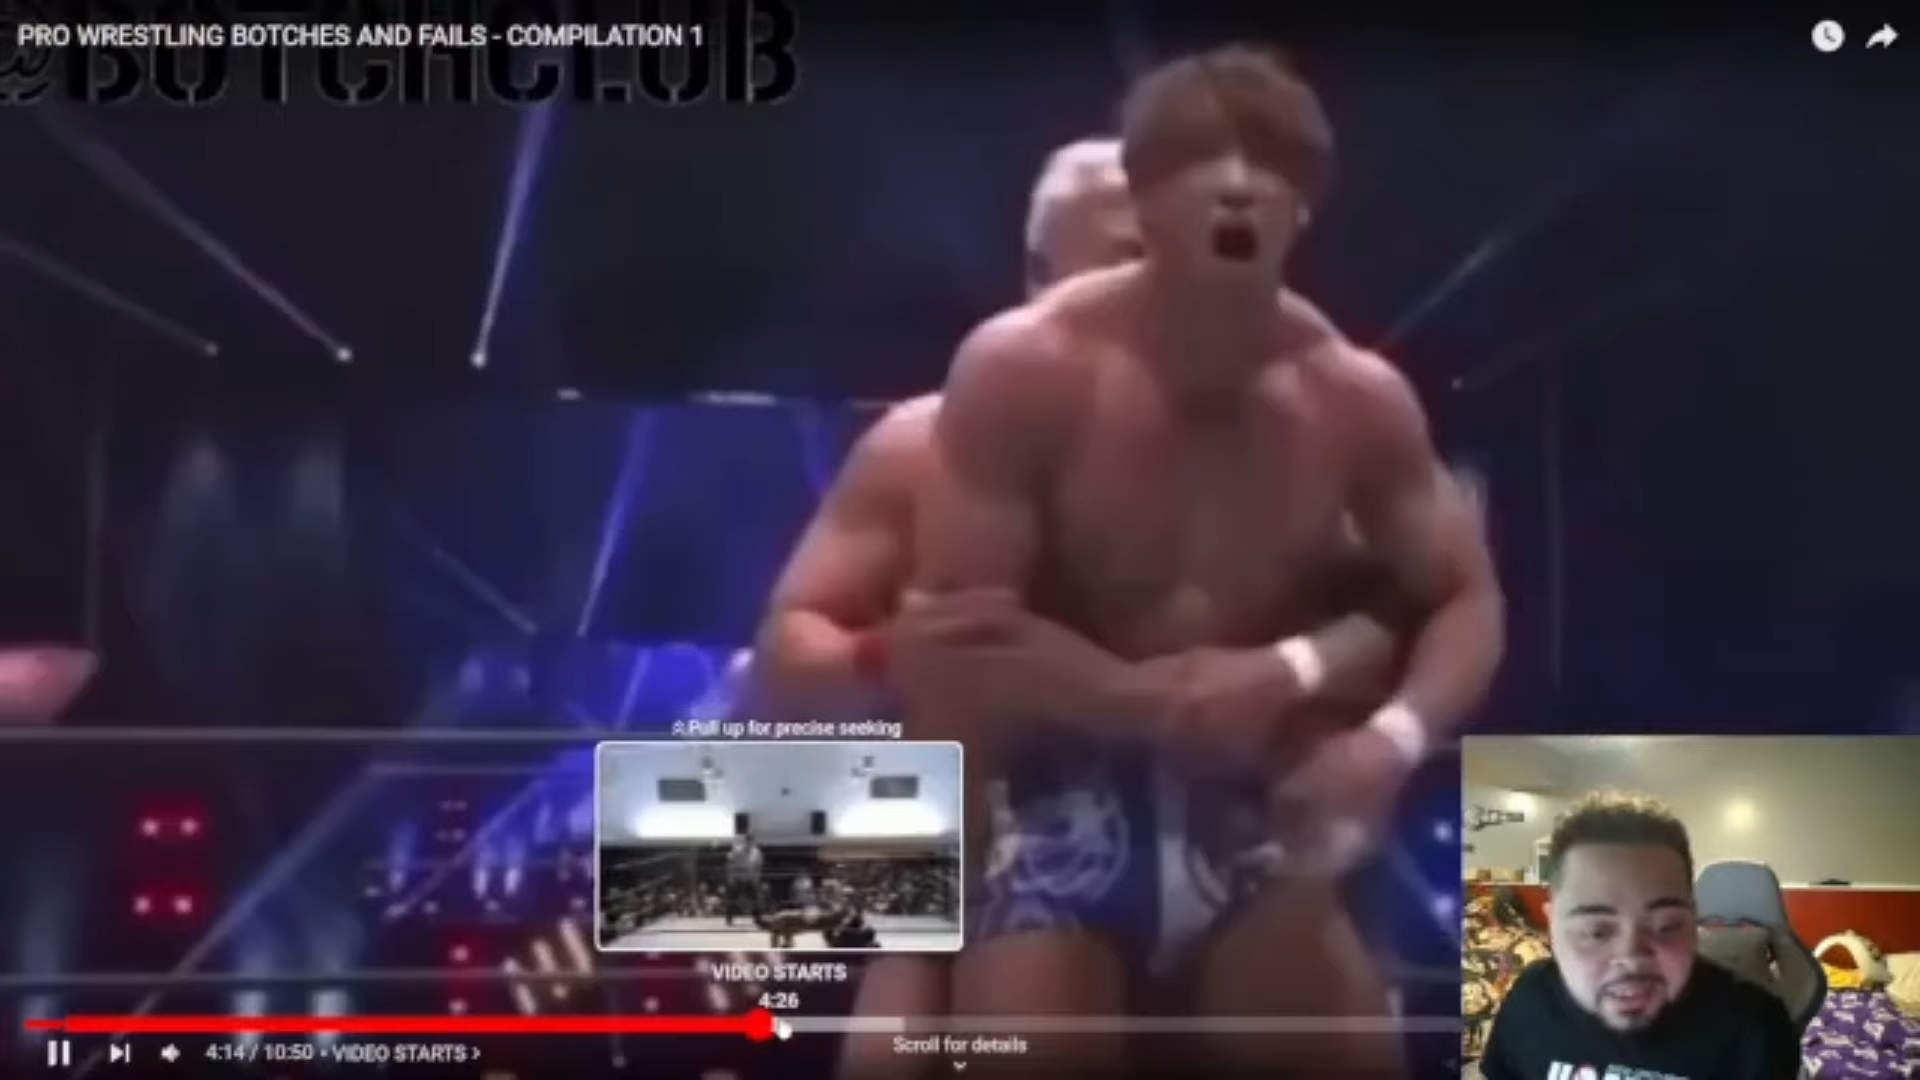 PRO WRESTLING BOTCHES AND FAILS - COMPILATION 1
@BOTCHCLUB
Pull up for precise seeking
VIDEO STARTS
4:26
Scroll for details
4:14 / 10:50 • VIDEO STARTS >